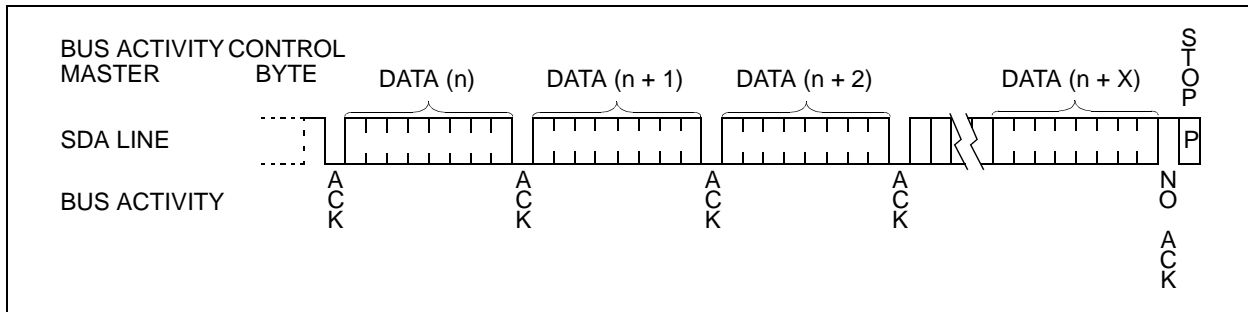 BUS ACTIVITY CONTROL
MASTER BYTE
DATA (n) DATA (n + 1) DATA (n + 2) DATA (n + X)
STOP
SDA LINE
P
BUS ACTIVITY
ACK ACK ACK ACK NO ACK